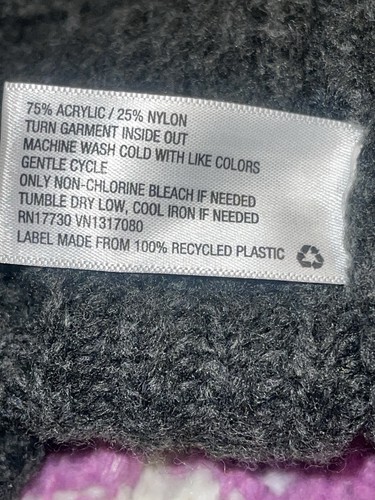 75% ACRYLIC / 25% NYLON
TURN GARMENT INSIDE OUT
MACHINE WASH COLD WITH LIKE COLORS
GENTLE CYCLE
ONLY NON-CHLORINE BLEACH IF NEEDED
TUMBLE DRY LOW, COOL IRON IF NEEDED
RN17730 VN1317080
LABEL MADE FROM 100% RECYCLED PLASTIC